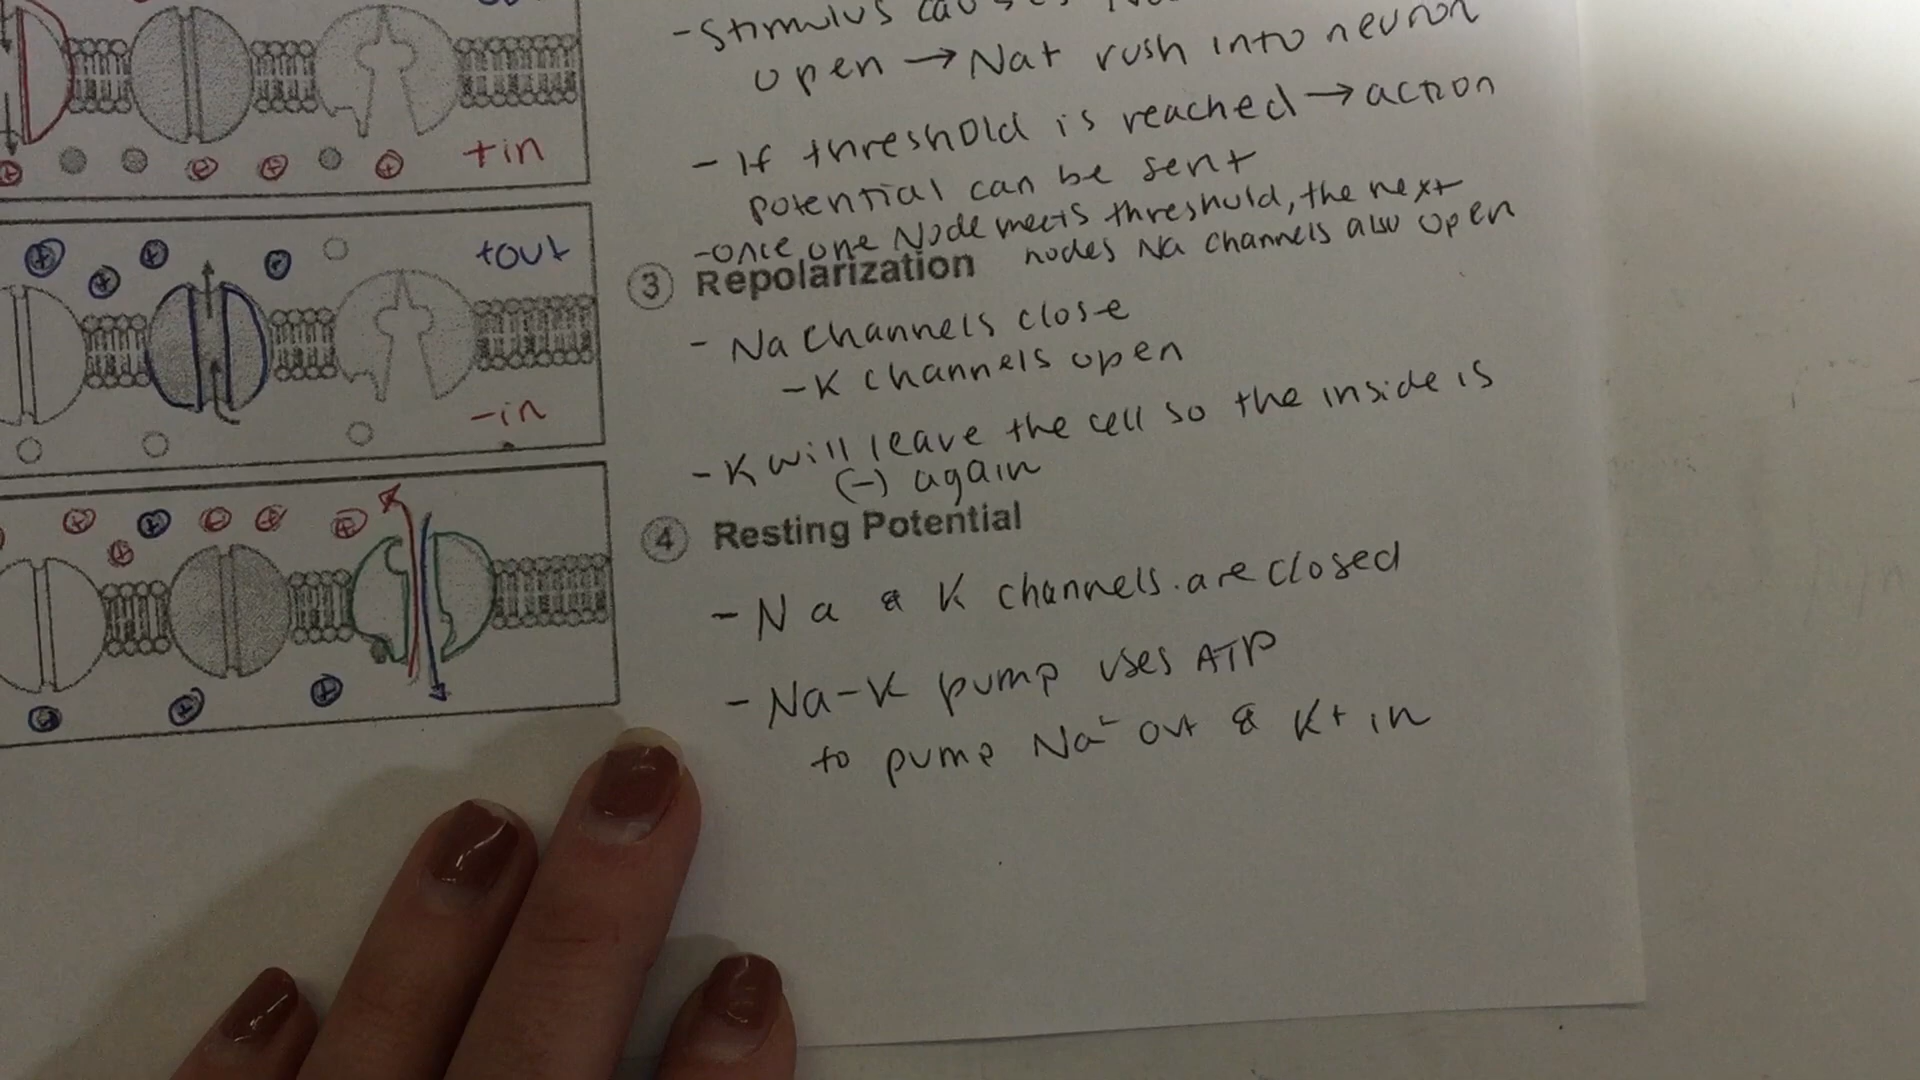 - Stimulus
open → Na+ rush into neuron
- If threshold is reached → action
potential can be sent
- once one Node meets threshold, the next
nodes Na channels also open
+in
+out
③ Repolarization
- Na channels close
- K channels open
-in
- K will leave the cell so the inside is
(-) again
④ Resting Potential
- Na & K channels are closed
- Na-K pump uses ATP
to pump Na+ out & K+ in